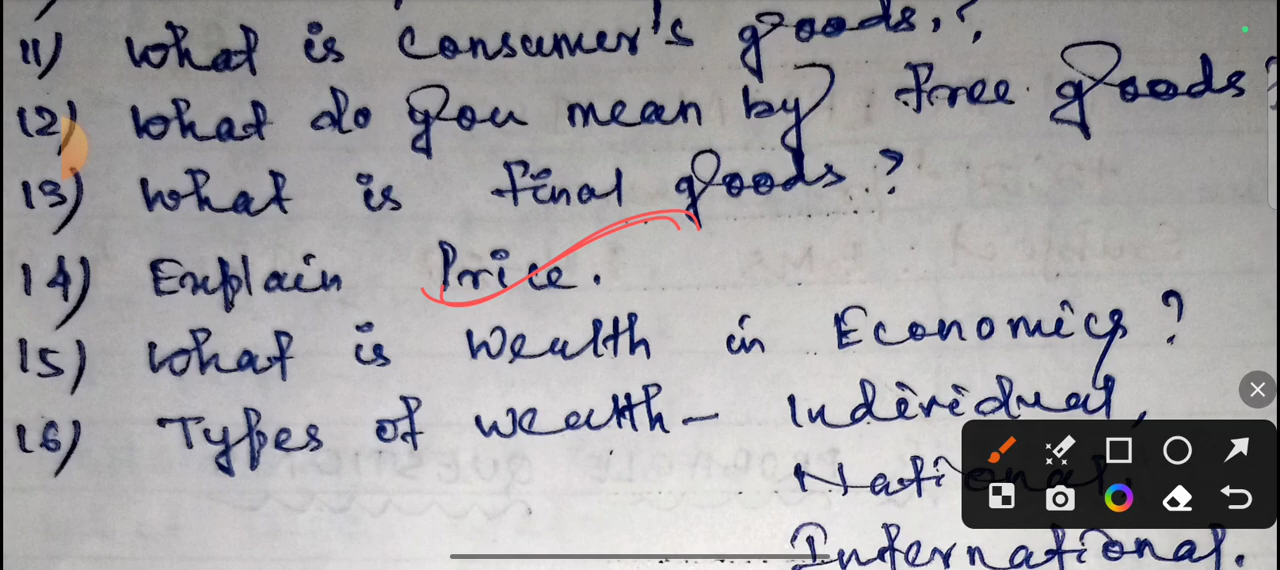 11) What is Consumer's goods,?
12) What do you mean by free goods?
13) What is final goods?
14) Explain Price.
15) What is Wealth in Economics?
16) Types of wealth - Individual,
National,
International.